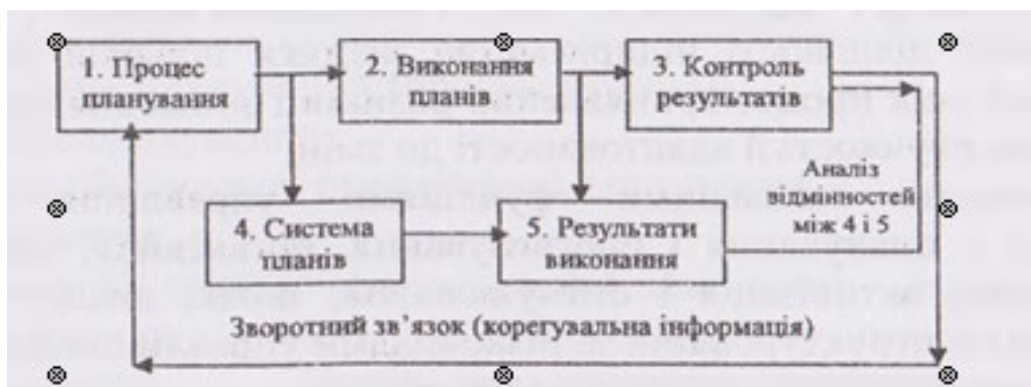 1. Процес
планування
2. Виконання
планів
3. Контроль
результатів
4. Система
планів
5. Результати
виконання
Аналіз
відмінностей
між 4 і 5
Зворотний зв'язок (корегувальна інформація)